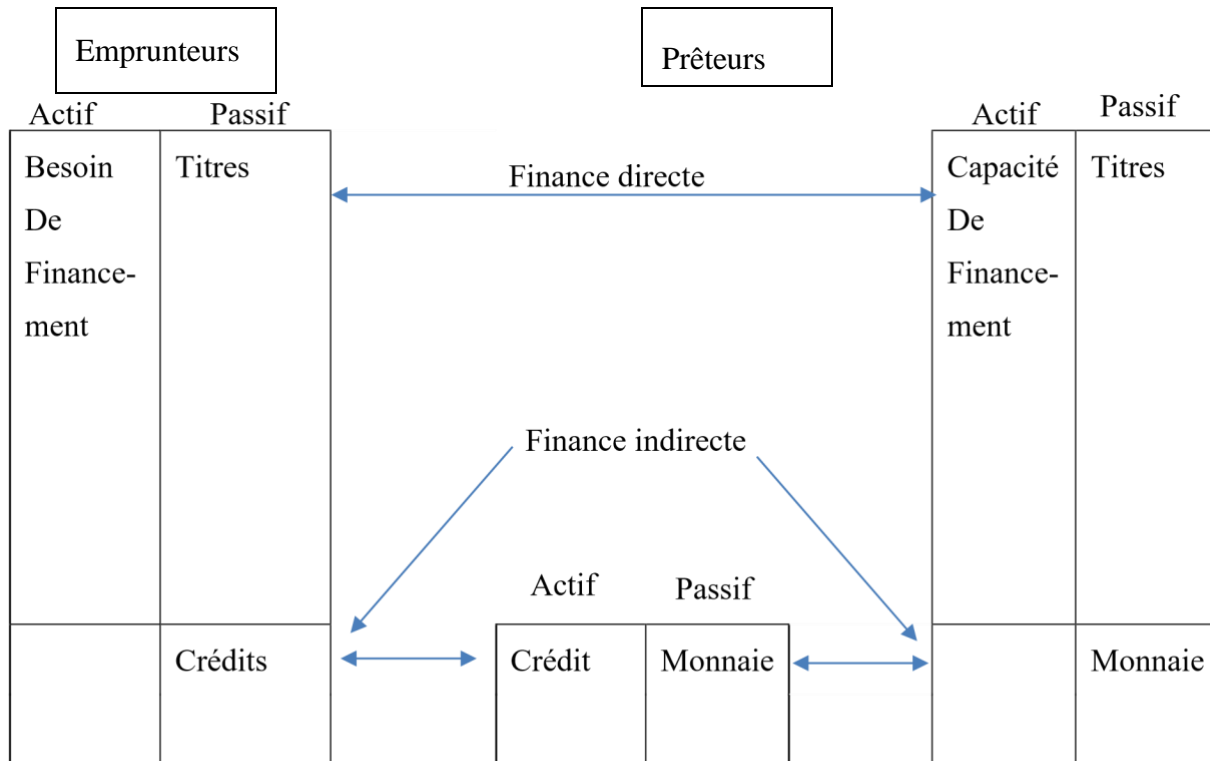 Emprunteurs
Prêteurs
Actif Passif
Actif Passif
Besoin
De
Finance-
ment
Titres
Finance directe
Capacité
De
Finance-
ment
Titres
Finance indirecte
Actif Passif
Crédits
Crédit
Monnaie
Monnaie